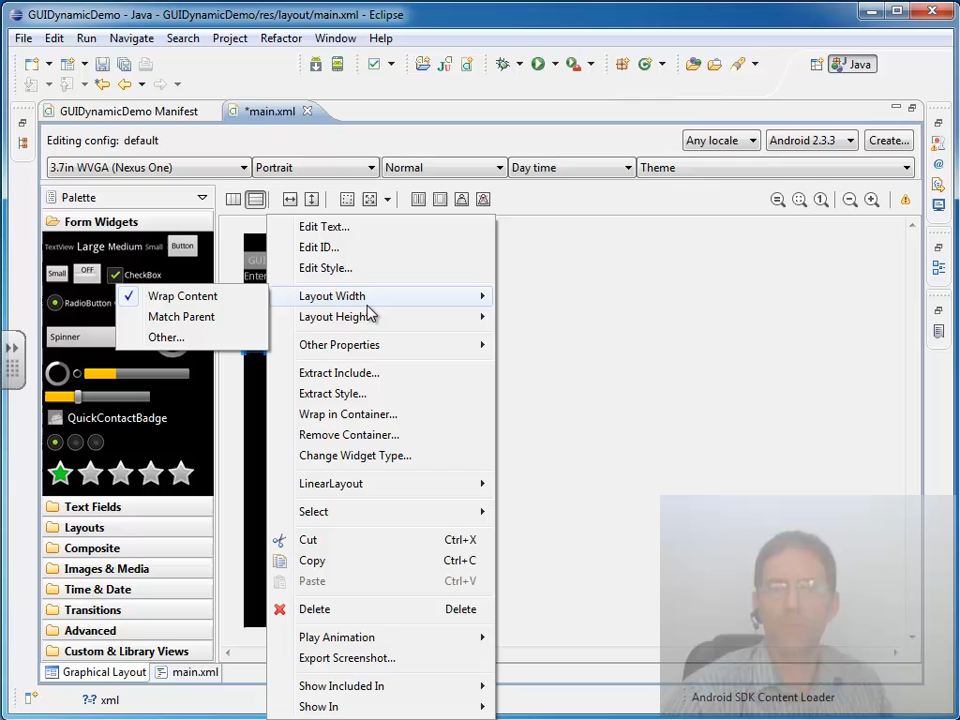 GUIDynamicDemo - Java - GUIDynamicDemo/res/layout/main.xml - Eclipse
File Edit Run Navigate Search Project Refactor Window Help
Java
GUIDynamicDemo Manifest
*main.xml
Editing config: default
Any locale
Android 2.3.3
Create...
3.7in WVGA (Nexus One)
Portrait
Normal
Day time
Theme
Palette
Form Widgets
TextView Large Medium Small Button
Small OFF CheckBox
RadioButton
Spinner
QuickContactBadge
Text Fields
Layouts
Composite
Images & Media
Time & Date
Transitions
Advanced
Custom & Library Views
GUI
Enter
Wrap Content
Match Parent
Other...
Edit Text...
Edit ID...
Edit Style...
Layout Width
Layout Height
Other Properties
Extract Include...
Extract Style...
Wrap in Container...
Remove Container...
Change Widget Type...
LinearLayout
Select
Cut Ctrl+X
Copy Ctrl+C
Paste Ctrl+V
Delete Delete
Play Animation
Export Screenshot...
Show Included In
Show In
Graphical Layout
main.xml
?-? xml
Android SDK Content Loader